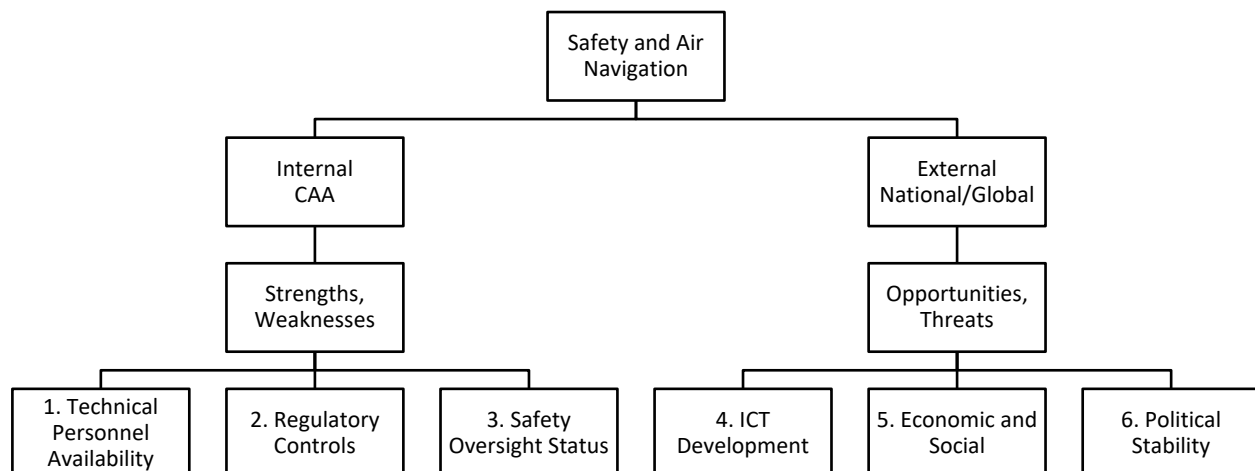 Safety and Air
Navigation
Internal
CAA
External
National/Global
Strengths,
Weaknesses
Opportunities,
Threats
1. Technical
Personnel
Availability
2. Regulatory
Controls
3. Safety
Oversight Status
4. ICT
Development
5. Economic and
Social
6. Political
Stability